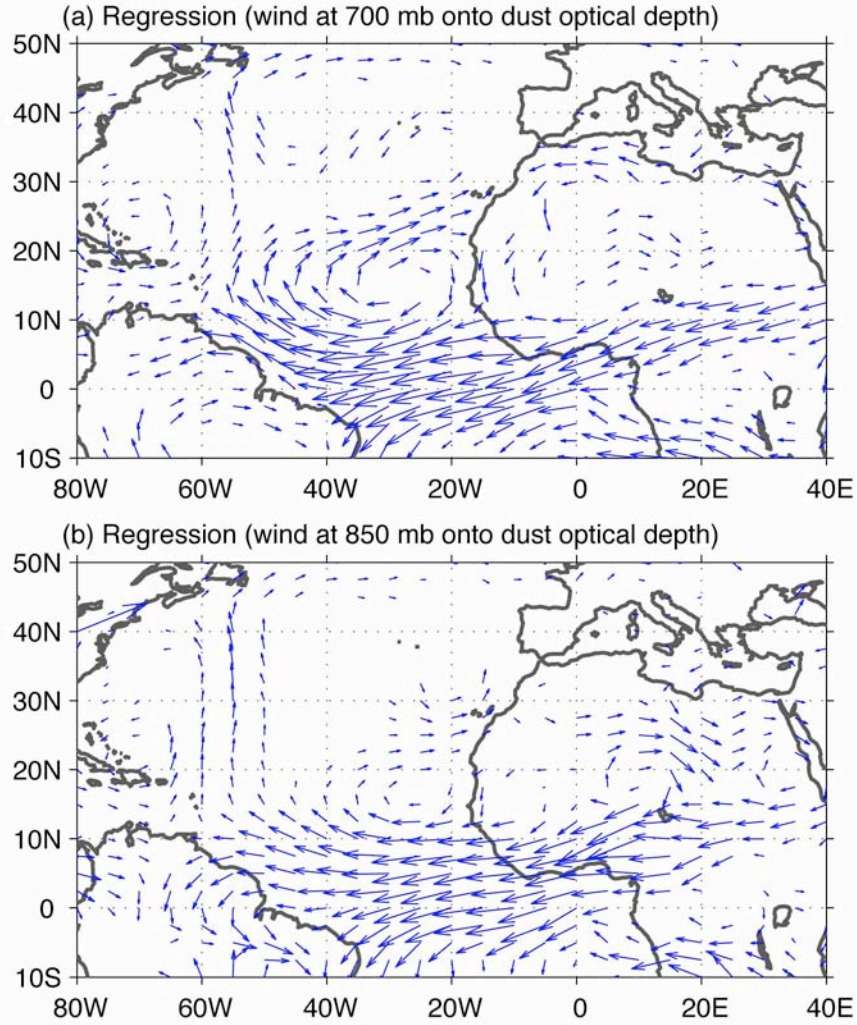 (a) Regression (wind at 700 mb onto dust optical depth)
50N
40N
30N
20N
10N
0
10S
80W 60W 40W 20W 0 20E 40E
(b) Regression (wind at 850 mb onto dust optical depth)
50N
40N
30N
20N
10N
0
10S
80W 60W 40W 20W 0 20E 40E